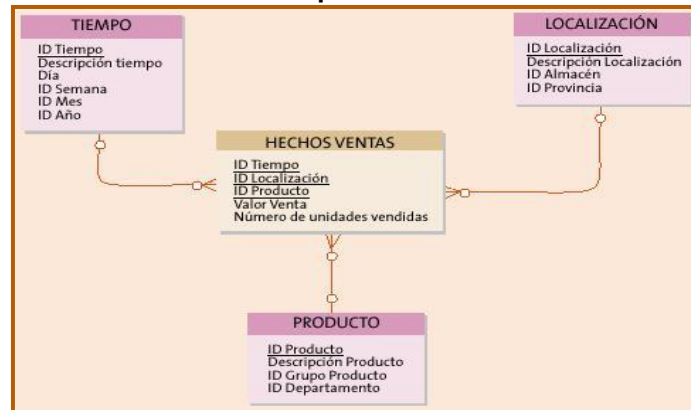 TIEMPO
ID Tiempo
Descripción tiempo
Día
ID Semana
ID Mes
ID Año
LOCALIZACIÓN
ID Localización
Descripción Localización
ID Almacén
ID Provincia
HECHOS VENTAS
ID Tiempo
ID Localización
ID Producto
Valor Venta
Número de unidades vendidas
PRODUCTO
ID Producto
Descripción Producto
ID Grupo Producto
ID Departamento